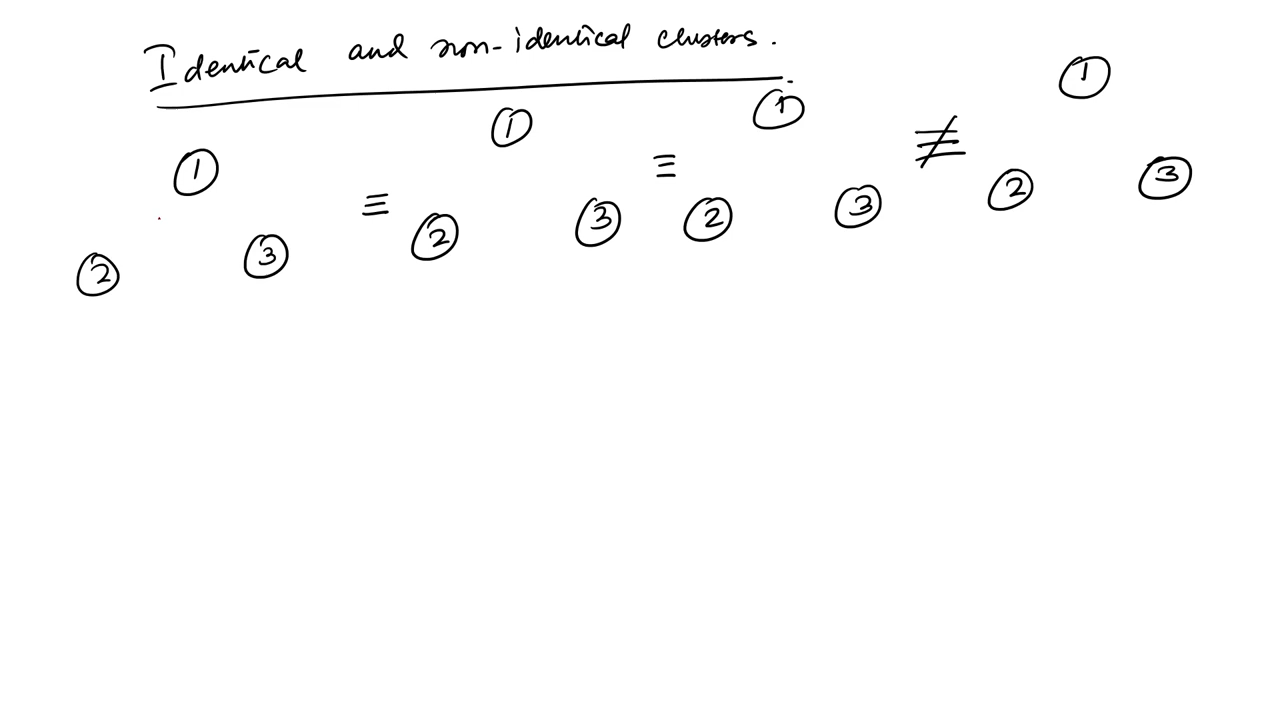 Identical and non-identical clusters.
1 ≡ 1 ≡ 1 ≢ 1
2 3 2 3 2 3 2 3